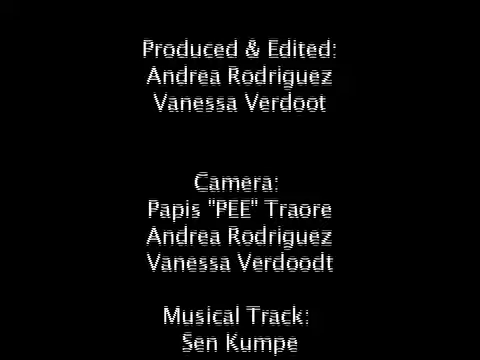 Produced & Edited:
Andrea Rodriguez
Vanessa Verdoot
Camera:
Papis "PEE" Traore
Andrea Rodriguez
Vanessa Verdoodt
Musical Track:
Sen Kumpe